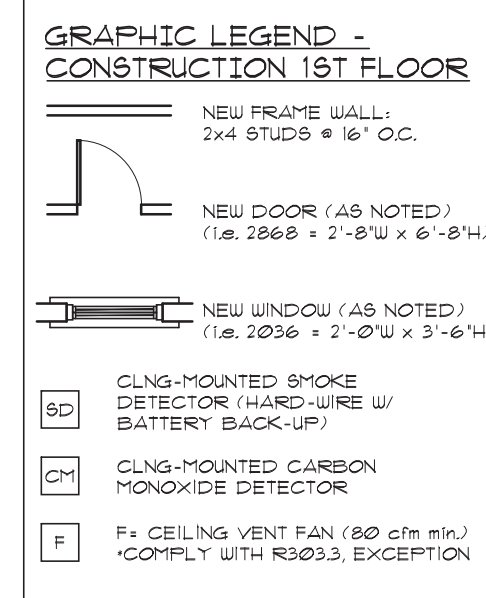 GRAPHIC LEGEND -
CONSTRUCTION 1ST FLOOR
NEW FRAME WALL:
2x4 STUDS @ 16" O.C.
NEW DOOR (AS NOTED)
(i.e. 2868 = 2'-8"W x 6'-8"H.
NEW WINDOW (AS NOTED)
(i.e. 2036 = 2'-0"W x 3'-6"H
SD
CLNG-MOUNTED SMOKE
DETECTOR (HARD-WIRE W/
BATTERY BACK-UP)
CM
CLNG-MOUNTED CARBON
MONOXIDE DETECTOR
F
F= CEILING VENT FAN (80 cfm min.)
*COMPLY WITH R303.3, EXCEPTION